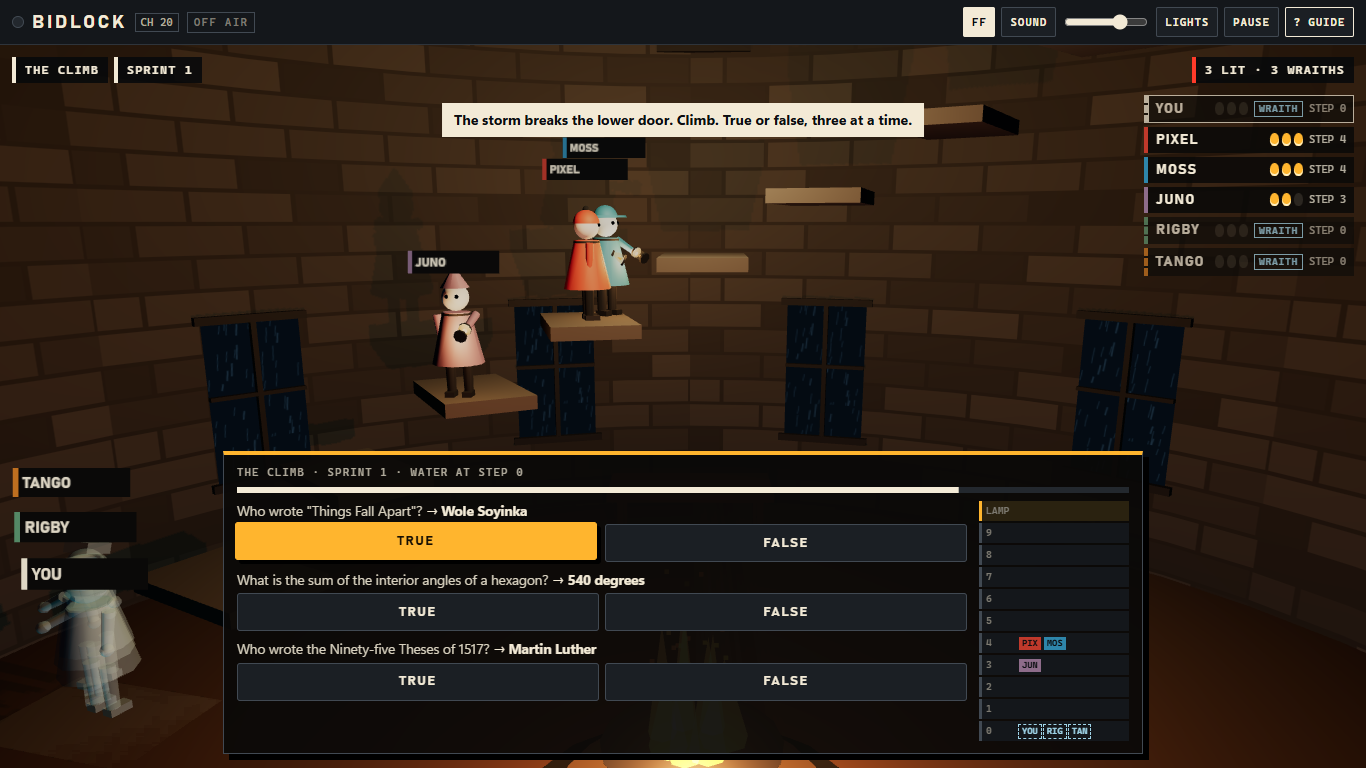 BIDLOCK CH 20 OFF AIR FF SOUND LIGHTS PAUSE ? GUIDE
THE CLIMB SPRINT 1 3 LIT · 3 WRAITHS
The storm breaks the lower door. Climb. True or false, three at a time.
YOU WRAITH STEP 0
PIXEL STEP 4
MOSS STEP 4
JUNO STEP 3
RIGBY WRAITH STEP 0
TANGO WRAITH STEP 0
MOSS
PIXEL
JUNO
TANGO
RIGBY
YOU
THE CLIMB · SPRINT 1 · WATER AT STEP 0
Who wrote "Things Fall Apart"? → Wole Soyinka
TRUE FALSE
What is the sum of the interior angles of a hexagon? → 540 degrees
TRUE FALSE
Who wrote the Ninety-five Theses of 1517? → Martin Luther
TRUE FALSE
LAMP
9
8
7
6
5
4 PIX MOS
3 JUN
2
1
0 YOU RIG TAN